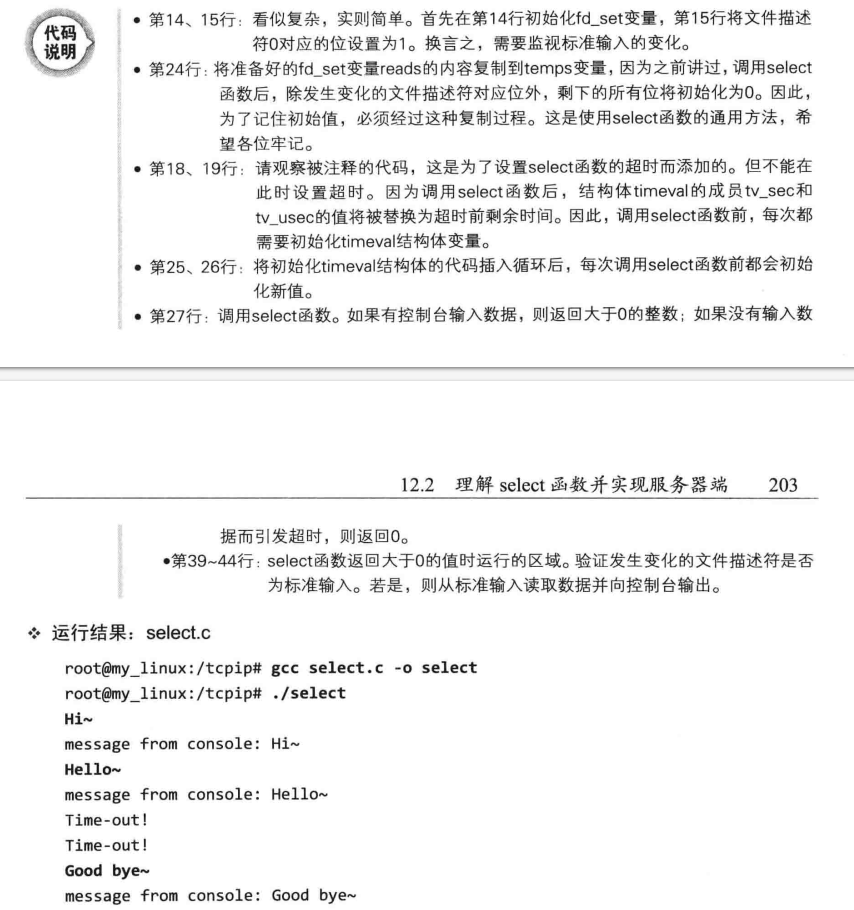 代码
说明
• 第14、15行：看似复杂，实则简单。首先在第14行初始化fd_set变量，第15行将文件描述
符0对应的位设置为1。换言之，需要监视标准输入的变化。
• 第24行：将准备好的fd_set变量reads的内容复制到temps变量，因为之前讲过，调用select
函数后，除发生变化的文件描述符对应位外，剩下的所有位将初始化为0。因此，
为了记住初始值，必须经过这种复制过程。这是使用select函数的通用方法，希
望各位牢记。
• 第18、19行：请观察被注释的代码，这是为了设置select函数的超时而添加的。但不能在
此时设置超时。因为调用select函数后，结构体timeval的成员tv_sec和
tv_usec的值将被替换为超时前剩余时间。因此，调用select函数前，每次都
需要初始化timeval结构体变量。
• 第25、26行：将初始化timeval结构体的代码插入循环后，每次调用select函数前都会初始
化新值。
• 第27行：调用select函数。如果有控制台输入数据，则返回大于0的整数；如果没有输入数
12.2 理解 select 函数并实现服务器端 203
据而引发超时，则返回0。
•第39~44行：select函数返回大于0的值时运行的区域。验证发生变化的文件描述符是否
为标准输入。若是，则从标准输入读取数据并向控制台输出。
❖ 运行结果：select.c
root@my_linux:/tcpip# gcc select.c -o select
root@my_linux:/tcpip# ./select
Hi~
message from console: Hi~
Hello~
message from console: Hello~
Time-out!
Time-out!
Good bye~
message from console: Good bye~